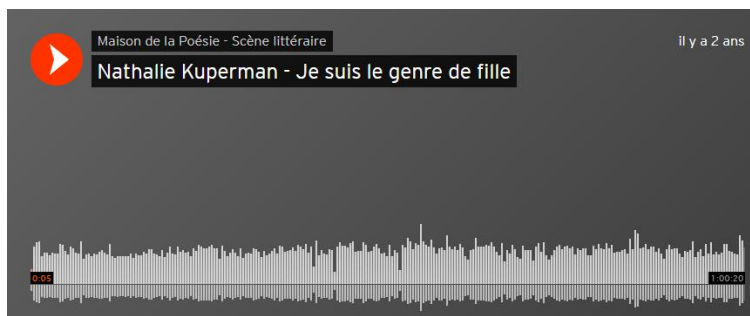 Maison de la Poésie - Scène littéraire
il y a 2 ans
Nathalie Kuperman - Je suis le genre de fille
0:05
1:00:20